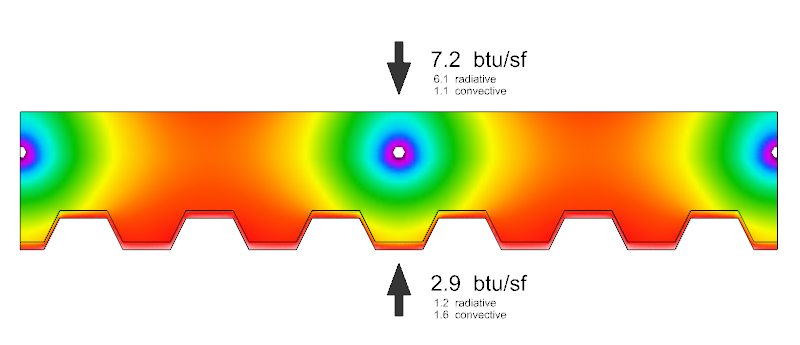 7.2 btu/sf
6.1 radiative
1.1 convective
2.9 btu/sf
1.2 radiative
1.6 convective